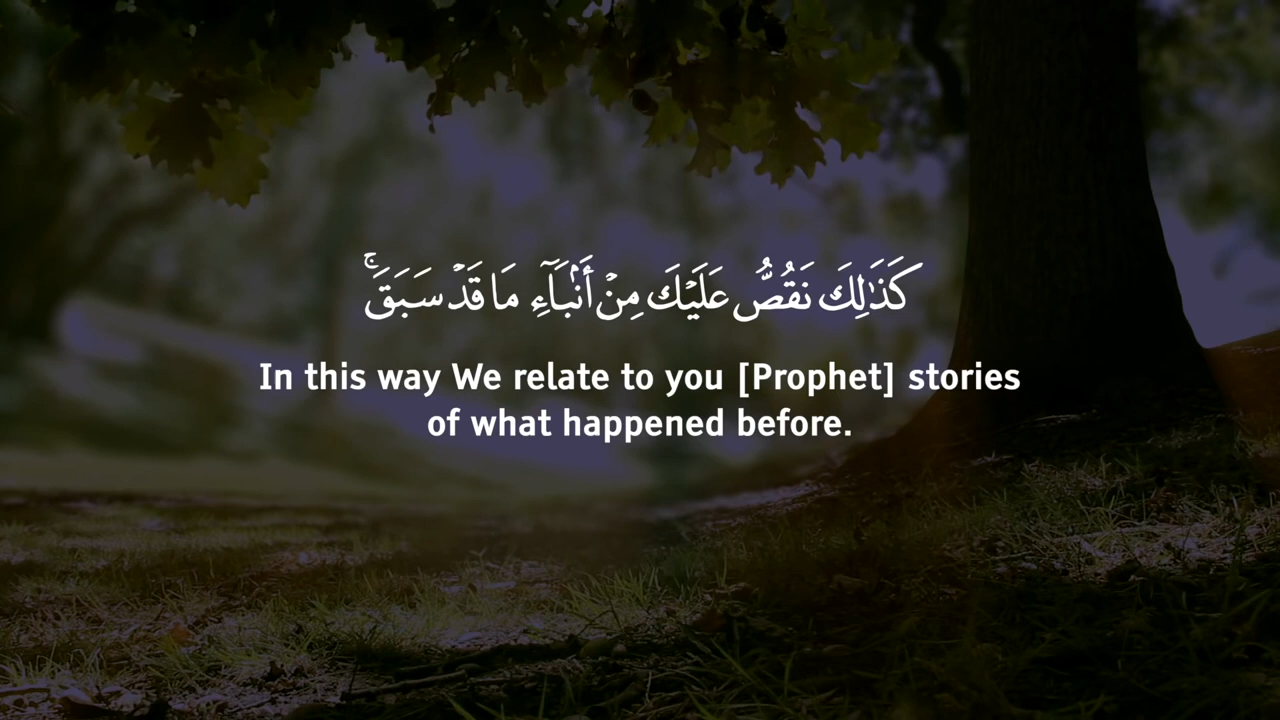 كَذَٰلِكَ نَقُصُّ عَلَيْكَ مِنْ أَنۢبَآءِ مَا قَدْ سَبَقَ ۚ
In this way We relate to you [Prophet] stories
of what happened before.